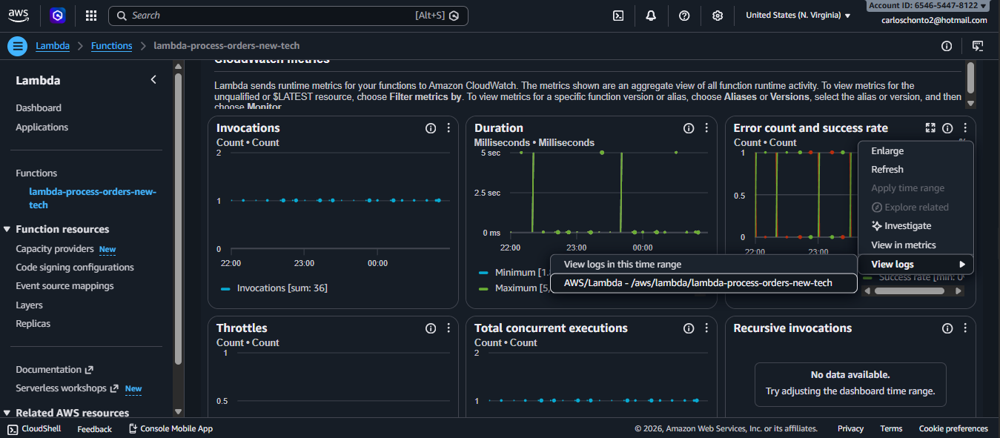 aws
Search
[Alt+S]
United States (N. Virginia)
Account ID: 6546-5447-8122
carloschonto2@hotmail.com
Lambda
Functions
lambda-process-orders-new-tech
Lambda
Dashboard
Applications
Functions
lambda-process-orders-new-
tech
Function resources
Capacity providers New
Code signing configurations
Event source mappings
Layers
Replicas
Documentation
Serverless workshops New
Related AWS resources
CloudWatch metrics
Lambda sends runtime metrics for your functions to Amazon CloudWatch. The metrics shown are an aggregate view of all function runtime activity. To view metrics for the
unqualified or $LATEST resource, choose Filter metrics by. To view metrics for a specific function version or alias, choose Aliases or Versions, select the alias or version, and then
choose Monitor
Invocations
Count • Count
2
1
0
22:00 23:00 00:00
Invocations [sum: 36]
Duration
Milliseconds • Milliseconds
5 sec
2.5 sec
0 ms
22:00 23:00 00:00
Minimum [1.
Maximum [5,
Error count and success rate
Count • Count
%
1
0.5
0
22:00 23:00
Success rate [min: 0
Enlarge
Refresh
Apply time range
Explore related
Investigate
View in metrics
View logs
View logs in this time range
AWS/Lambda - /aws/lambda/lambda-process-orders-new-tech
Throttles
Count • Count
1
0.5
Total concurrent executions
Count • Count
2
1
Recursive invocations
No data available.
Try adjusting the dashboard time range.
CloudShell
Feedback
Console Mobile App
© 2026, Amazon Web Services, Inc. or its affiliates.
Privacy
Terms
Cookie preferences